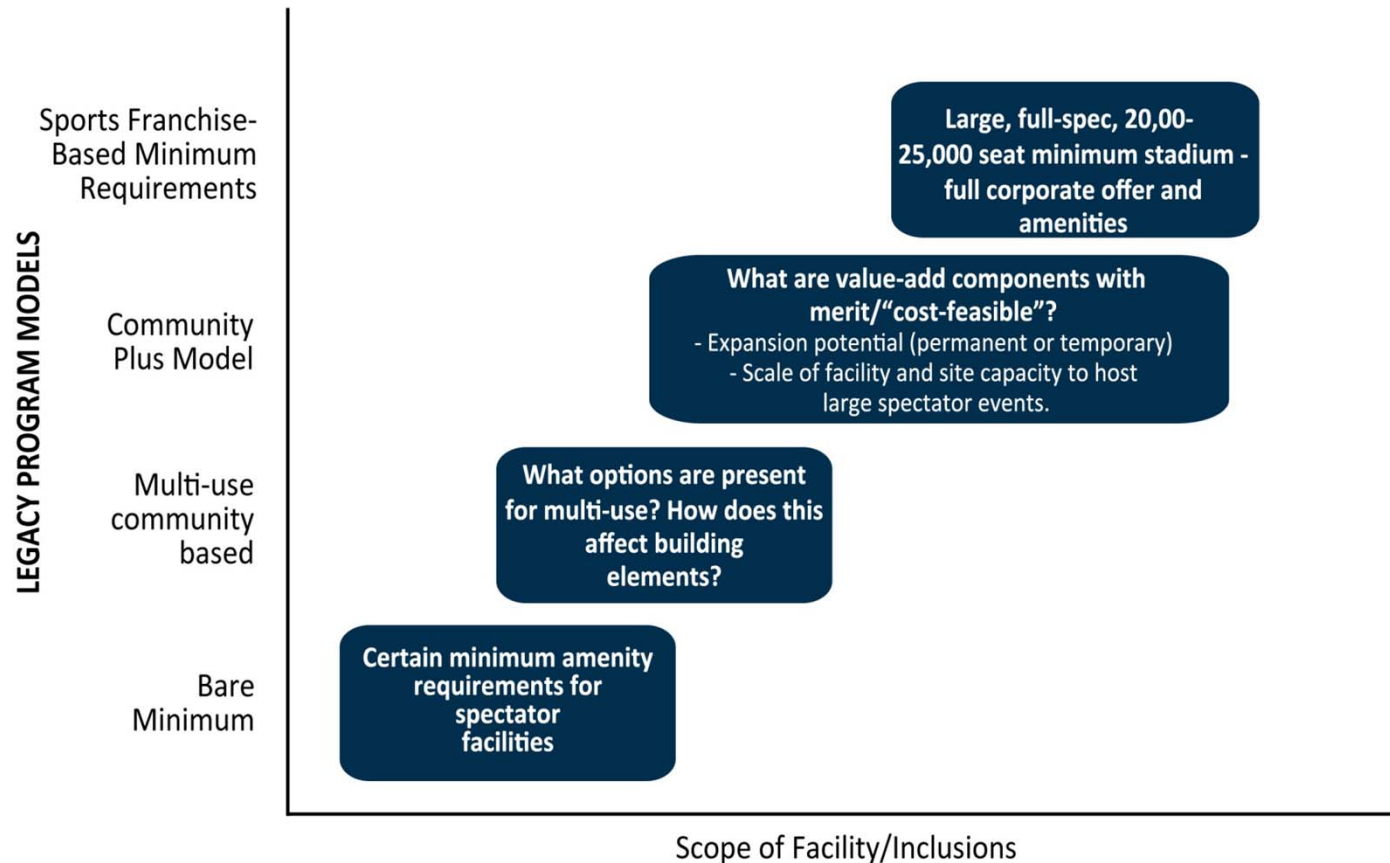 LEGACY PROGRAM MODELS
Sports Franchise-
Based Minimum
Requirements
Large, full-spec, 20,00-
25,000 seat minimum stadium -
full corporate offer and
amenities
Community
Plus Model
What are value-add components with
merit/“cost-feasible”?
- Expansion potential (permanent or temporary)
- Scale of facility and site capacity to host
large spectator events.
Multi-use
community
based
What options are present
for multi-use? How does this
affect building
elements?
Bare
Minimum
Certain minimum amenity
requirements for
spectator
facilities
Scope of Facility/Inclusions